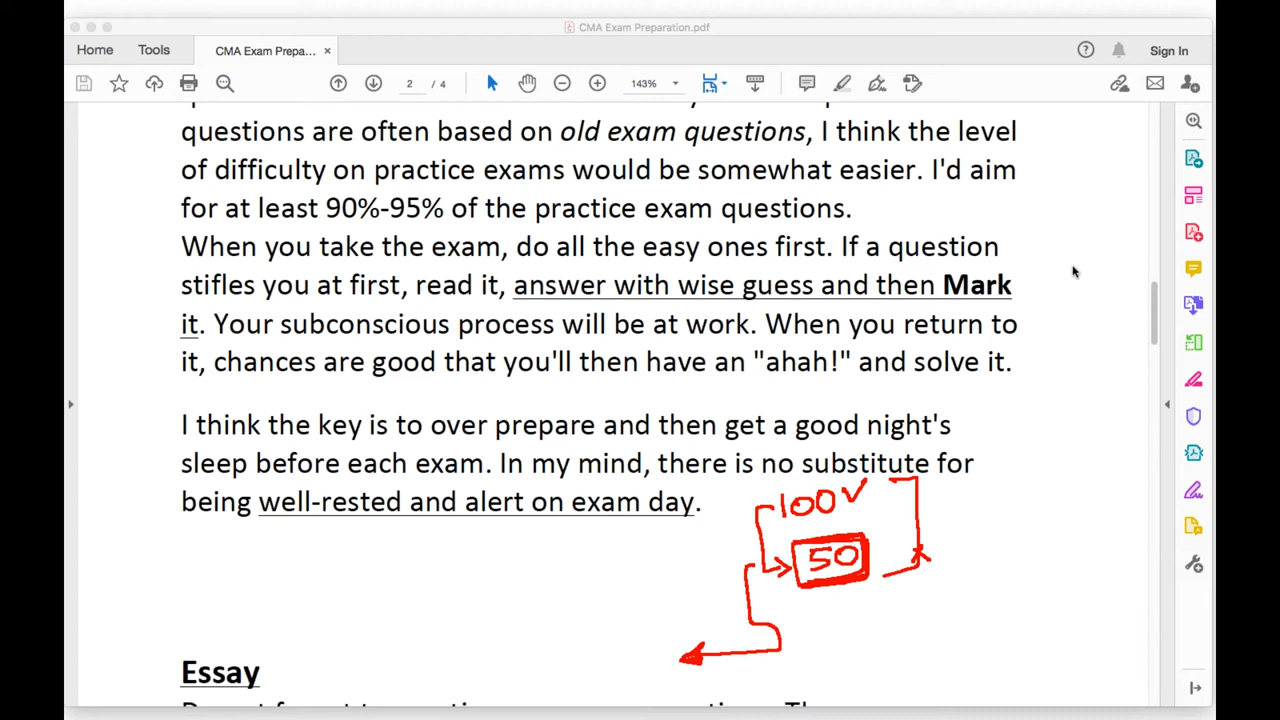 CMA Exam Preparation.pdf
Home Tools CMA Exam Prepa... × Sign In
2 / 4 143%
questions are often based on old exam questions, I think the level
of difficulty on practice exams would be somewhat easier. I'd aim
for at least 90%-95% of the practice exam questions.
When you take the exam, do all the easy ones first. If a question
stifles you at first, read it, answer with wise guess and then Mark
it. Your subconscious process will be at work. When you return to
it, chances are good that you'll then have an "ahah!" and solve it.
I think the key is to over prepare and then get a good night's
sleep before each exam. In my mind, there is no substitute for
being well-rested and alert on exam day.
100 ✓
50
Essay